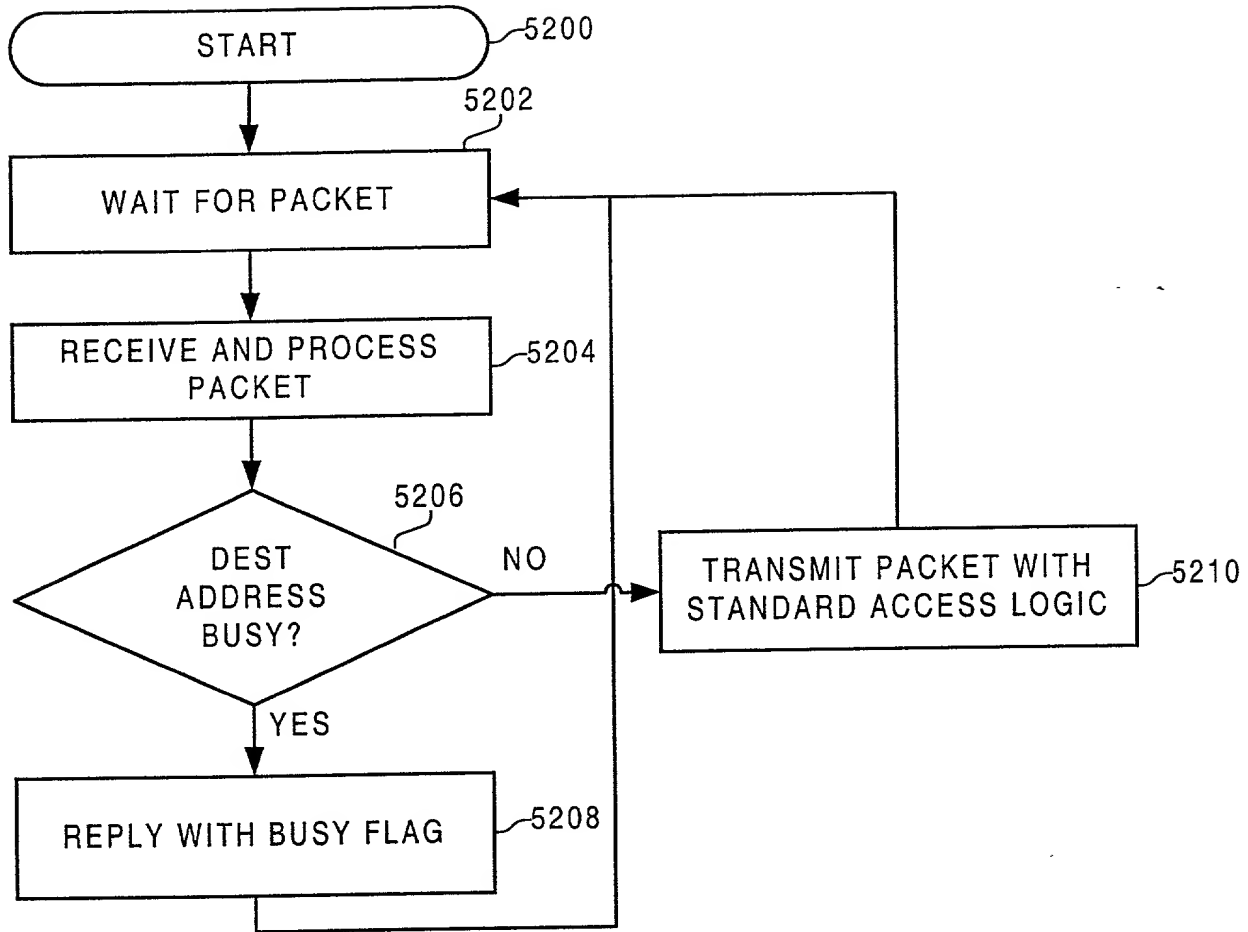 START
5200
5202
WAIT FOR PACKET
RECEIVE AND PROCESS
PACKET
5204
5206
DEST
ADDRESS
BUSY?
NO
TRANSMIT PACKET WITH
STANDARD ACCESS LOGIC
5210
YES
REPLY WITH BUSY FLAG
5208